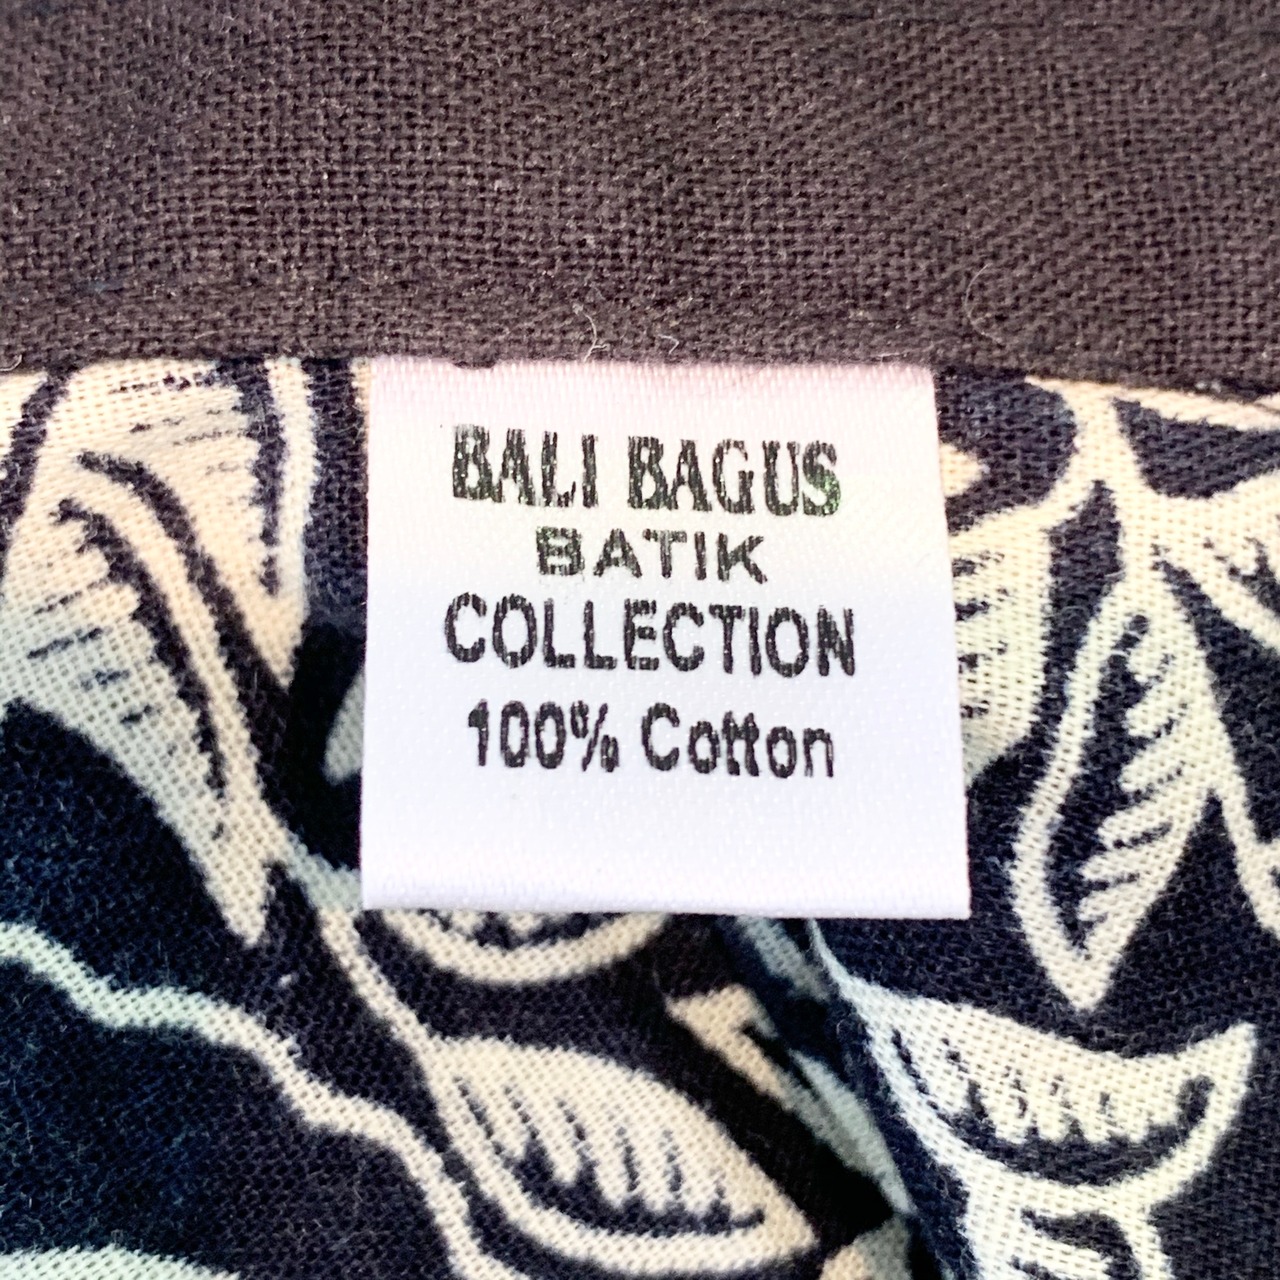 BALI BAGUS
BATIK
COLLECTION
100% Cotton